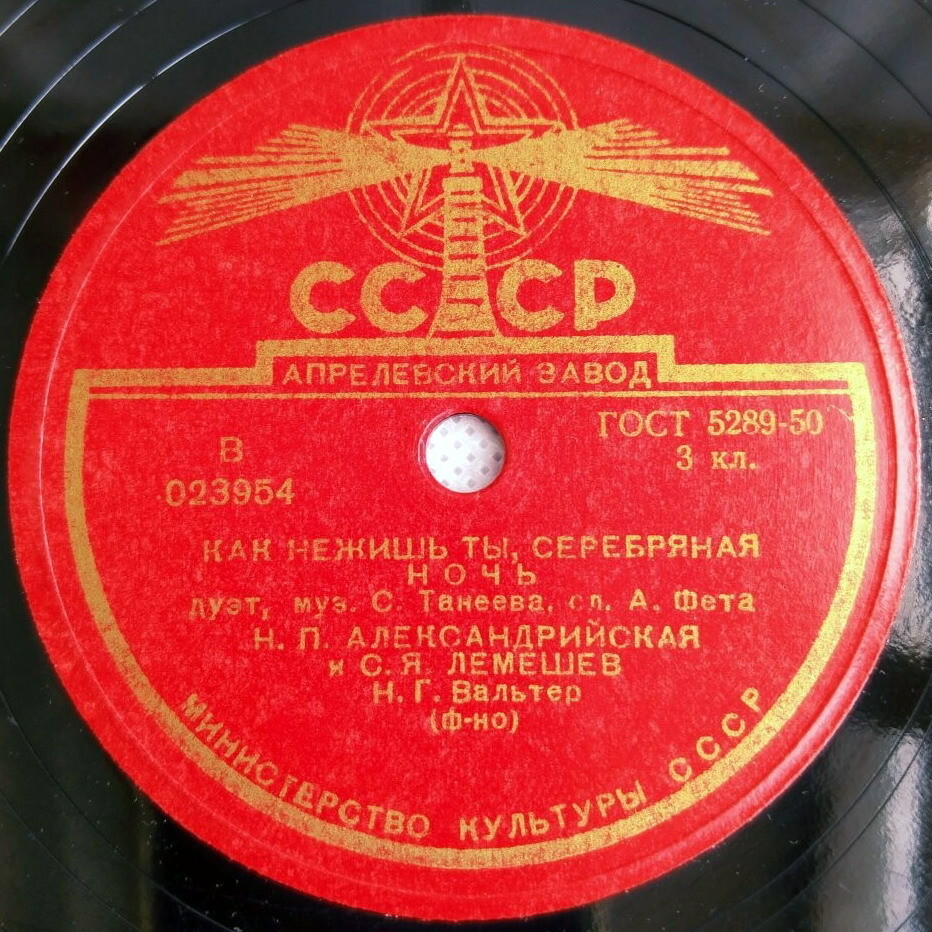 СССР
АПРЕЛЕВСКИЙ ЗАВОД
ГОСТ 5289-50
3 кл.
В
023954
КАК НЕЖИШЬ ТЫ, СЕРЕБРЯНАЯ
НОЧЬ
дуэт, муз. С. Танеева, сл. А. Фета
Н. П. АЛЕКСАНДРИЙСКАЯ
и С. Я. ЛЕМЕШЕВ
Н. Г. Вальтер
(ф-но)
МИНИСТЕРСТВО КУЛЬТУРЫ СССР